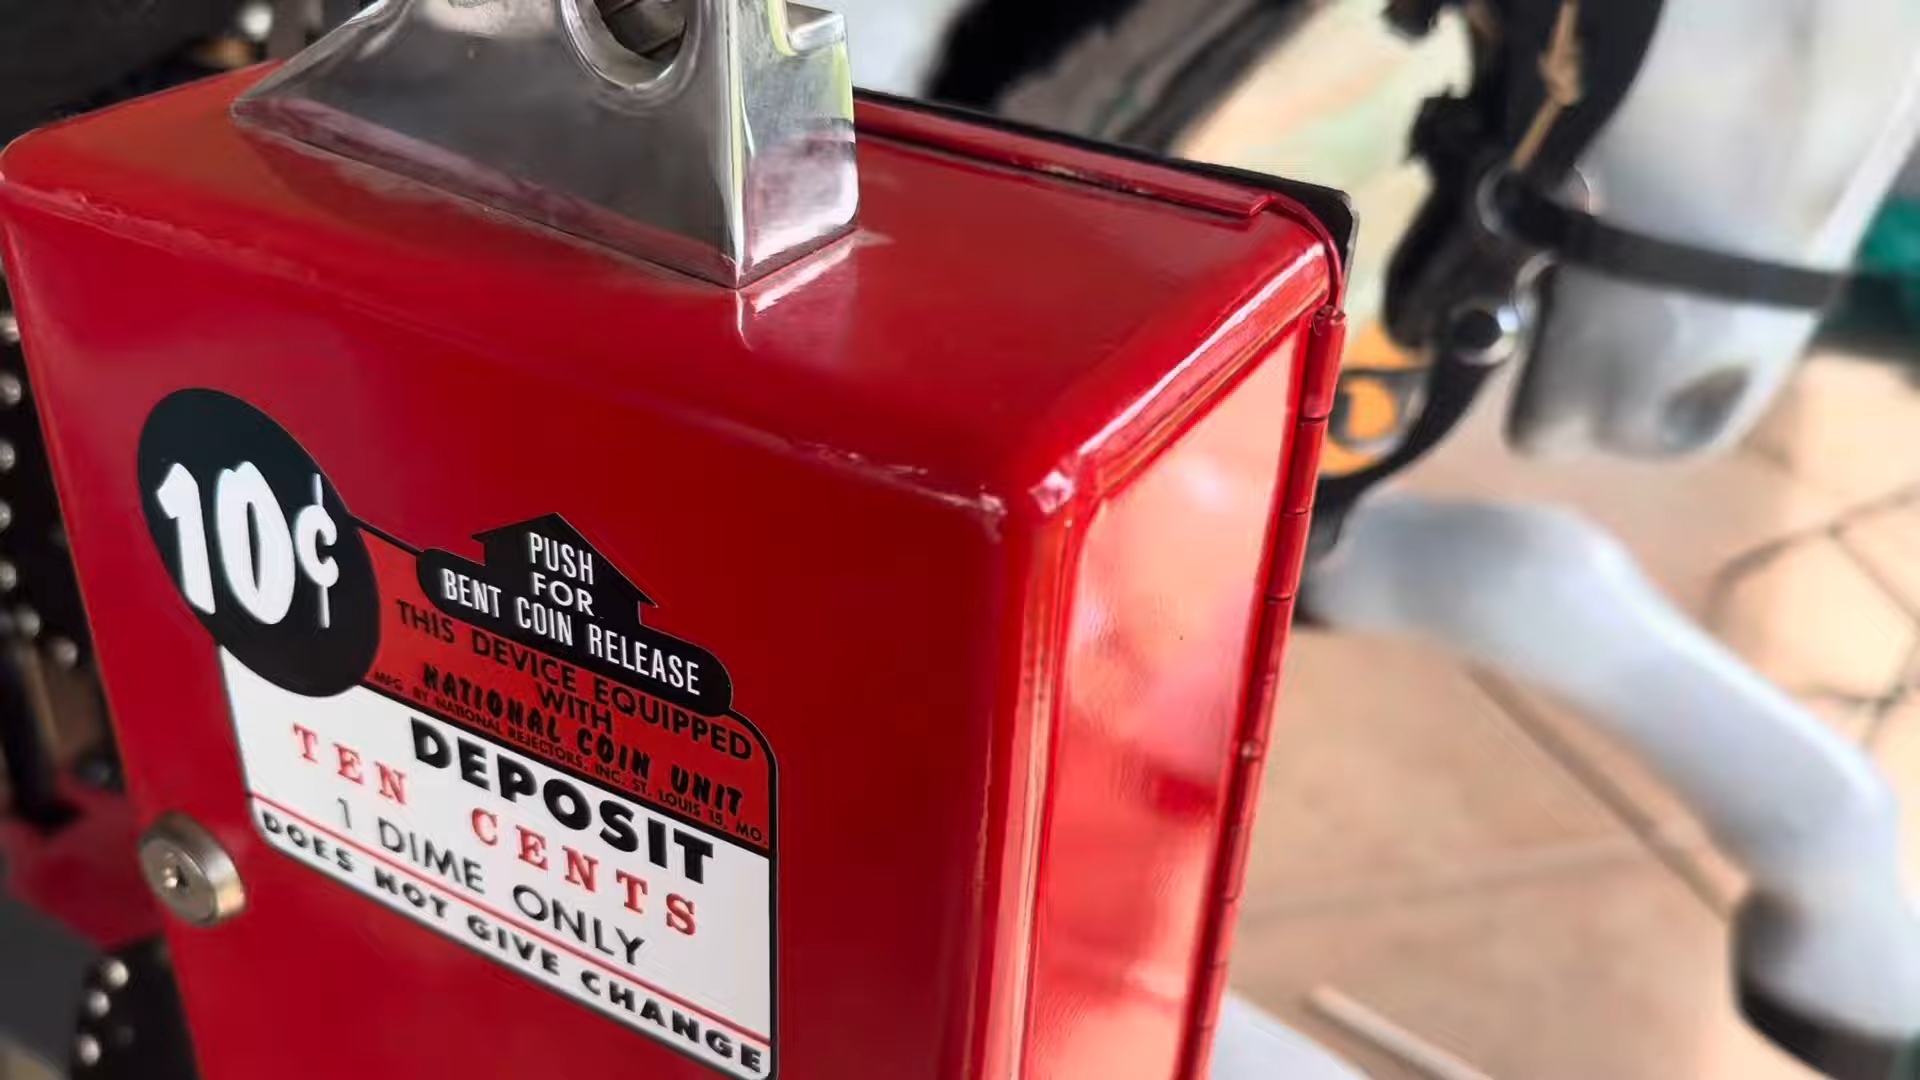 10¢
PUSH
FOR
BENT COIN RELEASE
THIS DEVICE EQUIPPED
WITH
NATIONAL COIN UNIT
MFG. BY NATIONAL REJECTORS, INC. ST. LOUIS 15, MO.
DEPOSIT
TEN CENTS
1 DIME ONLY
DOES NOT GIVE CHANGE